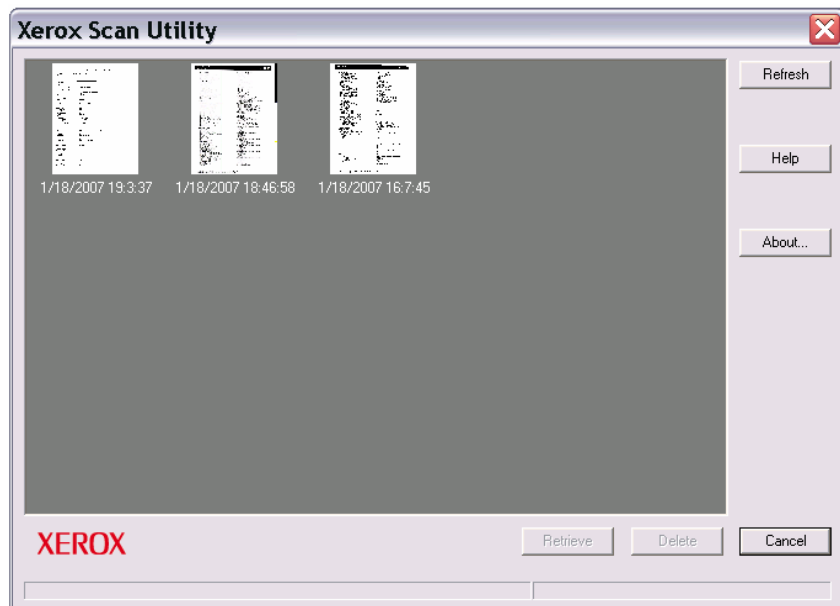 Xerox Scan Utility
1/18/2007 19:3:37
1/18/2007 18:46:58
1/18/2007 16:7:45
Refresh
Help
About...
XEROX
Retrieve
Delete
Cancel